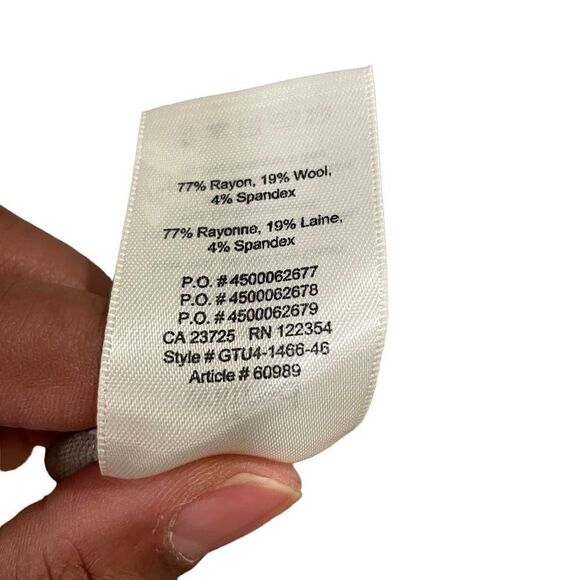 77% Rayon, 19% Wool,
4% Spandex
77% Rayonne, 19% Laine,
4% Spandex
P.O. # 4500062677
P.O. # 4500062678
P.O. # 4500062679
CA 23725 RN 122354
Style # GTU4-1466-46
Article # 60989